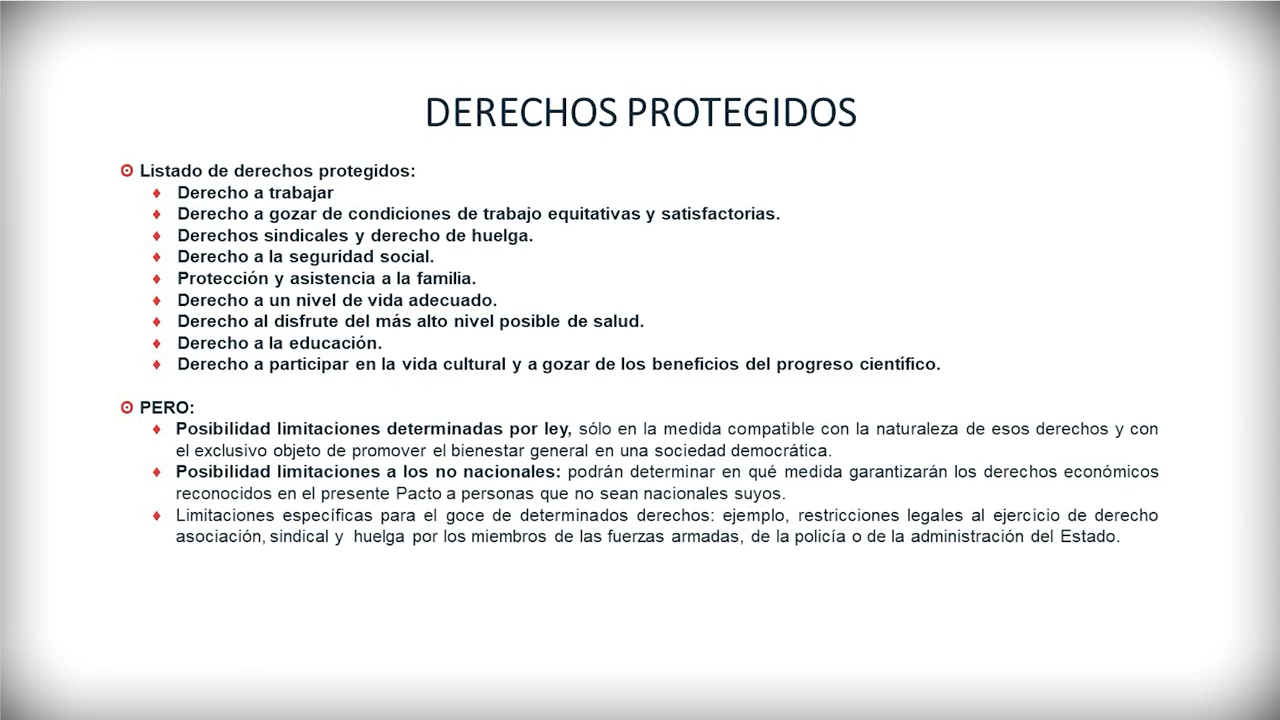 DERECHOS PROTEGIDOS
Listado de derechos protegidos:
Derecho a trabajar
Derecho a gozar de condiciones de trabajo equitativas y satisfactorias.
Derechos sindicales y derecho de huelga.
Derecho a la seguridad social.
Protección y asistencia a la familia.
Derecho a un nivel de vida adecuado.
Derecho al disfrute del más alto nivel posible de salud.
Derecho a la educación.
Derecho a participar en la vida cultural y a gozar de los beneficios del progreso científico.
PERO:
Posibilidad limitaciones determinadas por ley, sólo en la medida compatible con la naturaleza de esos derechos y con
el exclusivo objeto de promover el bienestar general en una sociedad democrática.
Posibilidad limitaciones a los no nacionales: podrán determinar en qué medida garantizarán los derechos económicos
reconocidos en el presente Pacto a personas que no sean nacionales suyos.
Limitaciones específicas para el goce de determinados derechos: ejemplo, restricciones legales al ejercicio de derecho
asociación, sindical y huelga por los miembros de las fuerzas armadas, de la policía o de la administración del Estado.